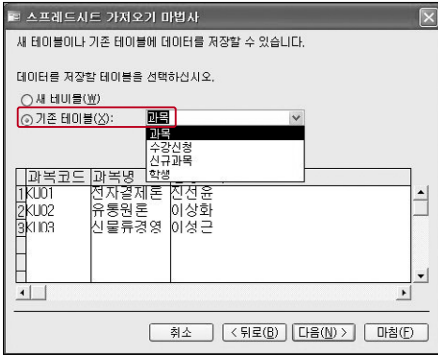 스프레드시트 가져오기 마법사
새 테이블이나 기존 테이블에 데이터를 저장할 수 있습니다.
데이터를 저장할 테이블을 선택하십시오.
새 테이블(W)
기존 테이블(X): 과목
과목
수강신청
신규과목
학생
과목코드 과목명
1 KU01 전자결제론 진선윤
2 KU02 유통원론 이상화
3 KU03 신물류경영 이성근
취소 < 뒤로(B) 다음(N) > 마침(F)